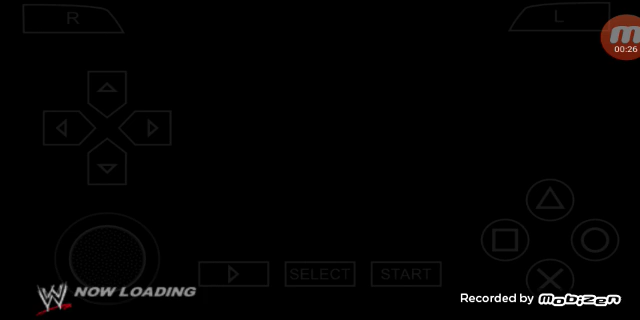 R
L
00:26
SELECT
START
NOW LOADING
Recorded by mobizen